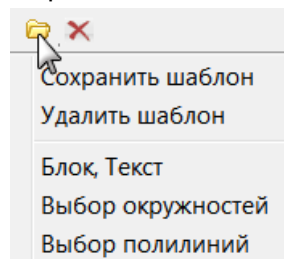 Сохранить шаблон
Удалить шаблон
Блок, Текст
Выбор окружностей
Выбор полилиний